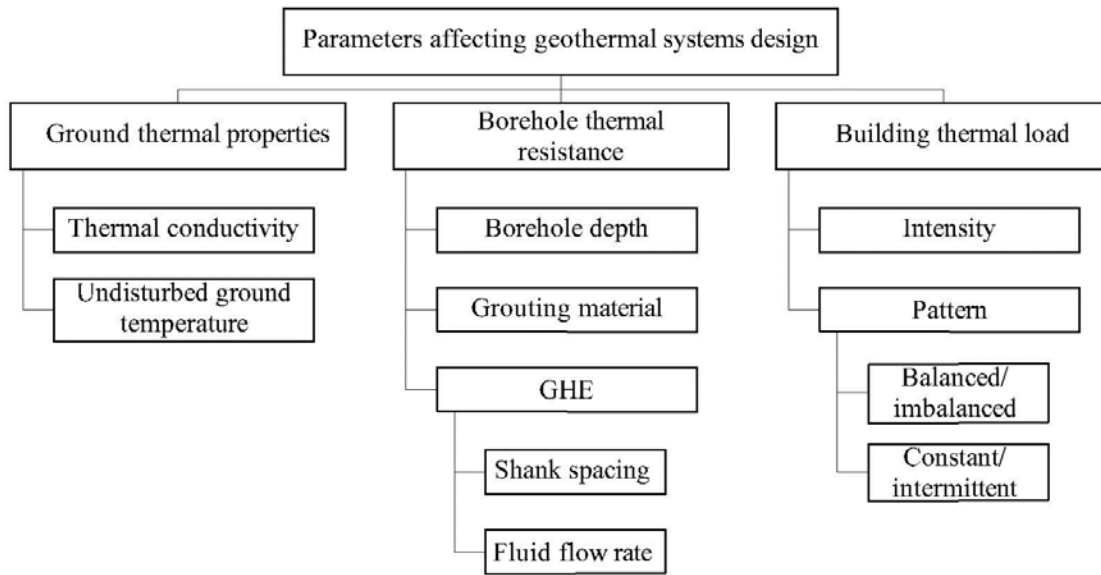 Parameters affecting geothermal systems design
Ground thermal properties
Thermal conductivity
Undisturbed ground
temperature
Borehole thermal
resistance
Borehole depth
Grouting material
GHE
Shank spacing
Fluid flow rate
Building thermal load
Intensity
Pattern
Balanced/
imbalanced
Constant/
intermittent